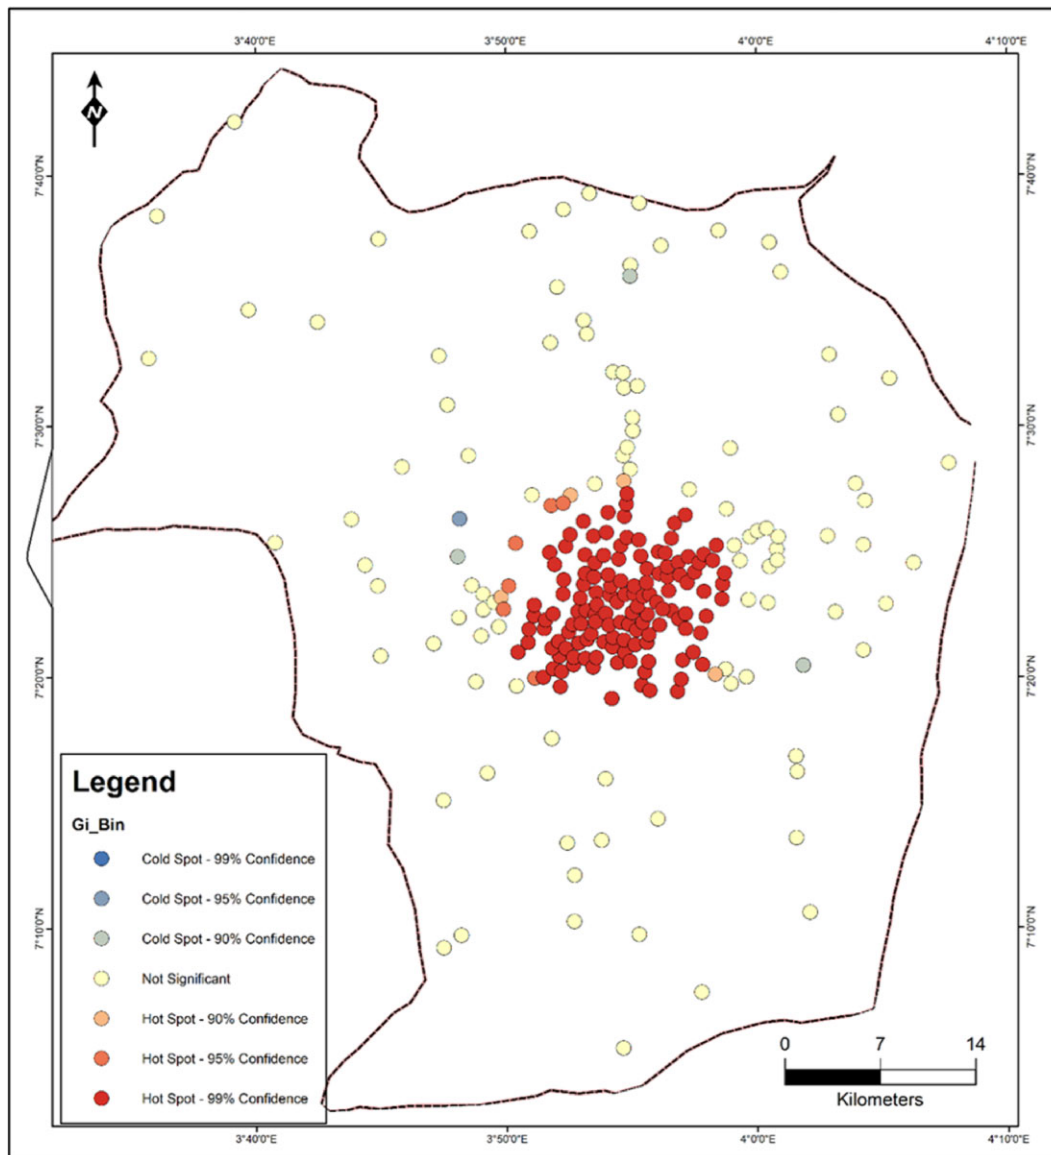 3°40'0"E 3°50'0"E 4°0'0"E 4°10'0"E
N
7°40'0"N 7°40'0"N
7°30'0"N 7°30'0"N
7°20'0"N 7°20'0"N
7°10'0"N 7°10'0"N
Legend
Gi_Bin
Cold Spot - 99% Confidence
Cold Spot - 95% Confidence
Cold Spot - 90% Confidence
Not Significant
Hot Spot - 90% Confidence
Hot Spot - 95% Confidence
Hot Spot - 99% Confidence
0 7 14
Kilometers
3°40'0"E 3°50'0"E 4°0'0"E 4°10'0"E